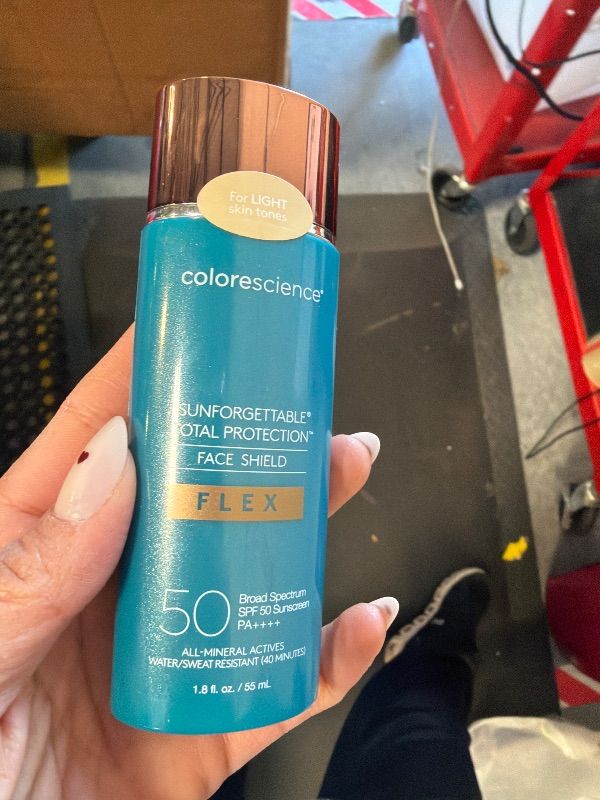 For LIGHT
skin tones
colorescience®
SUNFORGETTABLE®
TOTAL PROTECTION™
FACE SHIELD
FLEX
50
Broad Spectrum
SPF 50 Sunscreen
PA++++
ALL-MINERAL ACTIVES
WATER/SWEAT RESISTANT (40 MINUTES)
1.8 fl. oz. / 55 mL